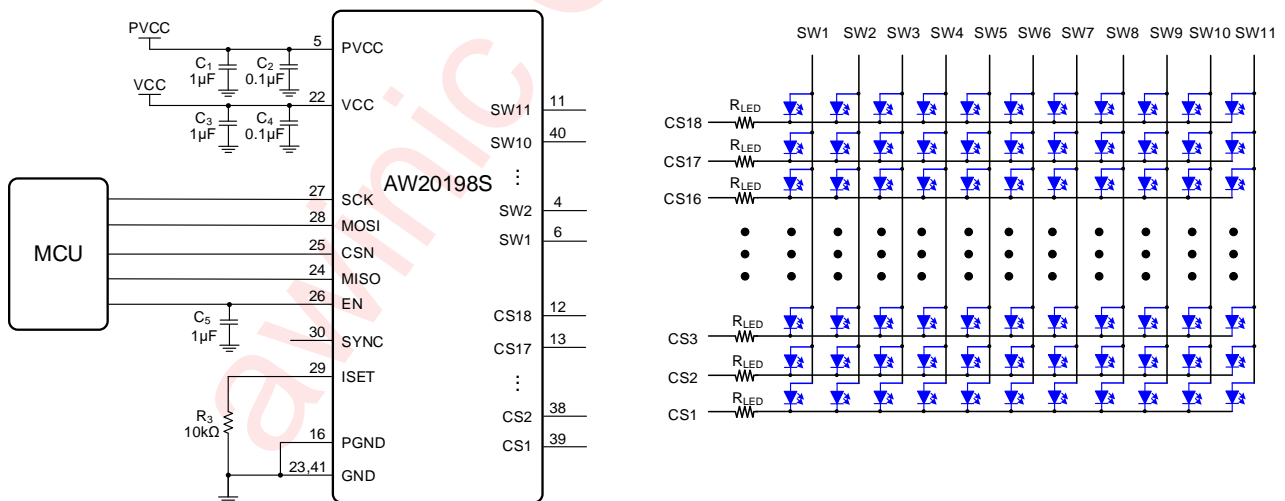 PVCC
5
PVCC
C1
1µF
C2
0.1µF
VCC
22
VCC
C3
1µF
C4
0.1µF
MCU
27
SCK
28
MOSI
25
CSN
24
MISO
26
EN
C5
1µF
30
SYNC
29
ISET
R3
10kΩ
16
PGND
23,41
GND
AW20198S
SW11
11
SW10
40
SW2
4
SW1
6
CS18
12
CS17
13
CS2
38
CS1
39
SW1 SW2 SW3 SW4 SW5 SW6 SW7 SW8 SW9 SW10 SW11
RLED
CS18
RLED
CS17
RLED
CS16
RLED
CS3
RLED
CS2
RLED
CS1
awinic